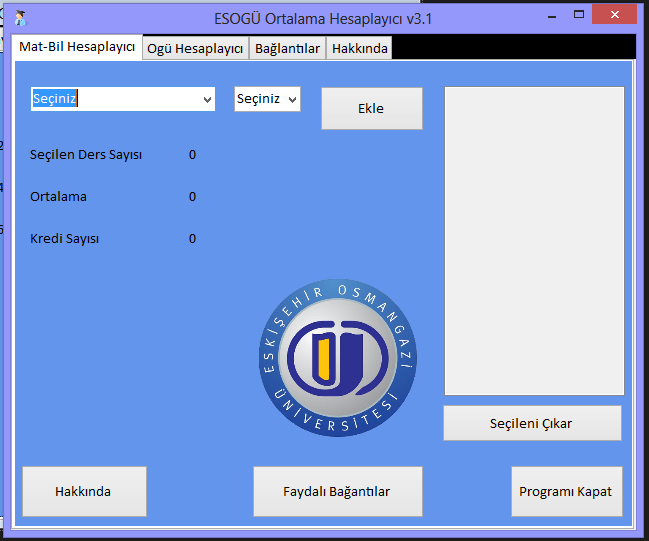 ESOGÜ Ortalama Hesaplayıcı v3.1
Mat-Bil Hesaplayıcı
Ogü Hesaplayıcı
Bağlantılar
Hakkında
Seçiniz
Seçiniz
Ekle
Seçilen Ders Sayısı 0
Ortalama 0
Kredi Sayısı 0
ESKİŞEHİR OSMANGAZİ
ÜNİVERSİTESİ
Seçileni Çıkar
Hakkında
Faydalı Bağantılar
Programı Kapat